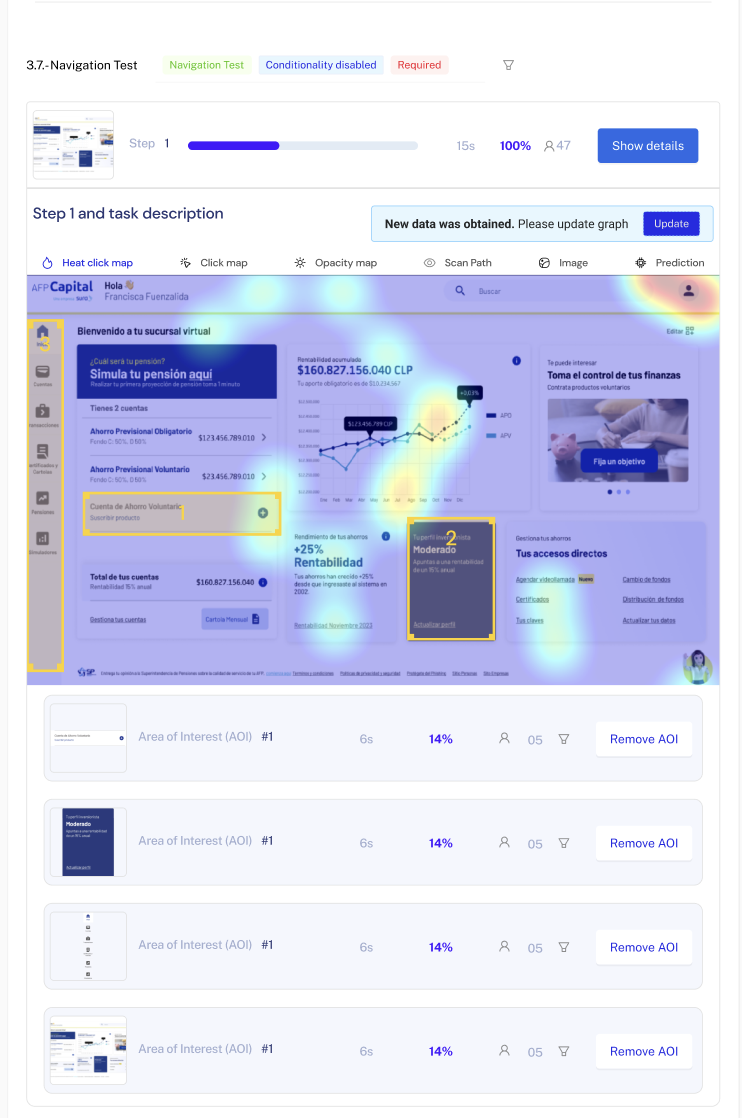 3.7.-Navigation Test Navigation Test Conditionality disabled Required
Step 1 15s 100% 47 Show details
Step 1 and task description
New data was obtained. Please update graph Update
Heat click map Click map Opacity map Scan Path Image Prediction
AFP Capital
Hola
Francisca Fuenzalida
Buscar
Bienvenido a tu sucursal virtual
Editar
3
Cuentas
Pensiones
Simuladores
¿Cuál será tu pensión?
Simula tu pensión aquí
Realizar tu primera proyección de pensión toma 1 minuto
Tienes 2 cuentas
Ahorro Previsional Obligatorio
Fondo C: 50%, D 50%
$123.456.789.010
Ahorro Previsional Voluntario
Fondo C: 50%, D 50%
$23.456.789.010
Cuenta de Ahorro Voluntario
Suscribir producto
1
Total de tus cuentas
Rentabilidad 15% anual
$160.827.156.040
Gestiona tus cuentas
Cartola Mensual
Rentabilidad acumulada
$160.827.156.040 CLP
Tu aporte obligatorio es de $10.234.567
+0,03%
$123.456.789 CLP
APO
APV
Ene Feb Mar Abr May Jun Jul Ago Sep Oct Nov Dic
Te puede interesar
Toma el control de tus finanzas
Contrata productos voluntarios
Fija un objetivo
Rendimiento de tus ahorros
+25%
Rentabilidad
Tus ahorros han crecido +25%
desde que ingresaste al sistema en
2002.
Rentabilidad Noviembre 2022
Tu perfil inversionista
2
Moderado
Apuntas a una rentabilidad
de un 15% anual
Actualizar perfil
Gestiona tus ahorros
Tus accesos directos
Agendar videollamada Nuevo
Cambio de fondos
Certificados
Distribución de fondos
Tus claves
Actualizar tus datos
Términos y condiciones Políticas de privacidad y seguridad
Area of Interest (AOI) #1 6s 14% 05 Remove AOI
Moderado
Area of Interest (AOI) #1 6s 14% 05 Remove AOI
Area of Interest (AOI) #1 6s 14% 05 Remove AOI
Area of Interest (AOI) #1 6s 14% 05 Remove AOI